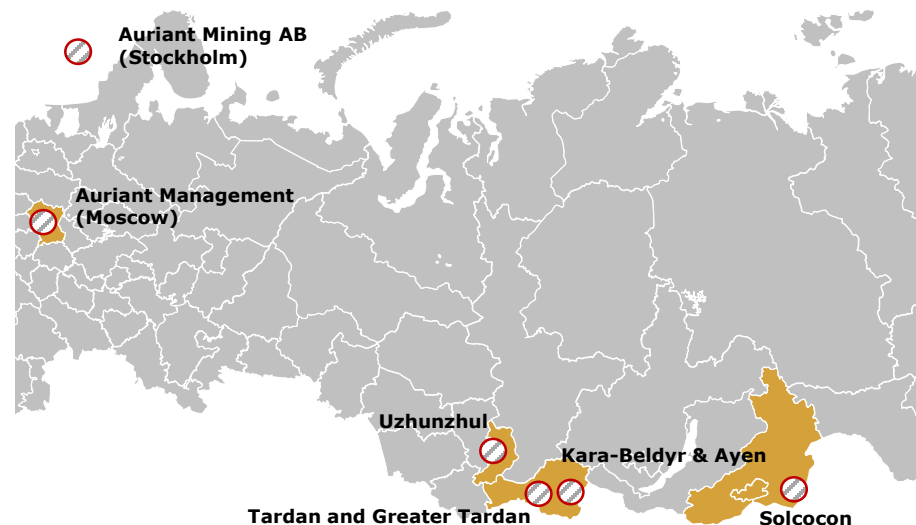 Auriant Mining AB
(Stockholm)
Auriant Management
(Moscow)
Uzhunzhul
Kara-Beldyr & Ayen
Tardan and Greater Tardan
Solcocon